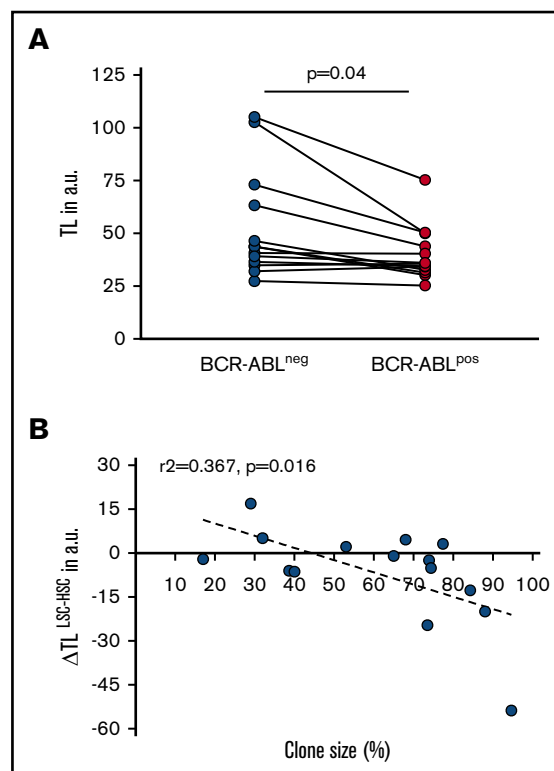 A
p=0.04
125
100
75
50
25
0
TL in a.u.
BCR-ABL^neg BCR-ABL^pos
B
r2=0.367, p=0.016
30
15
0
-15
-30
-45
-60
ΔTL ^LSC-HSC in a.u.
10 20 30 40 50 60 70 80 90 100
Clone size (%)